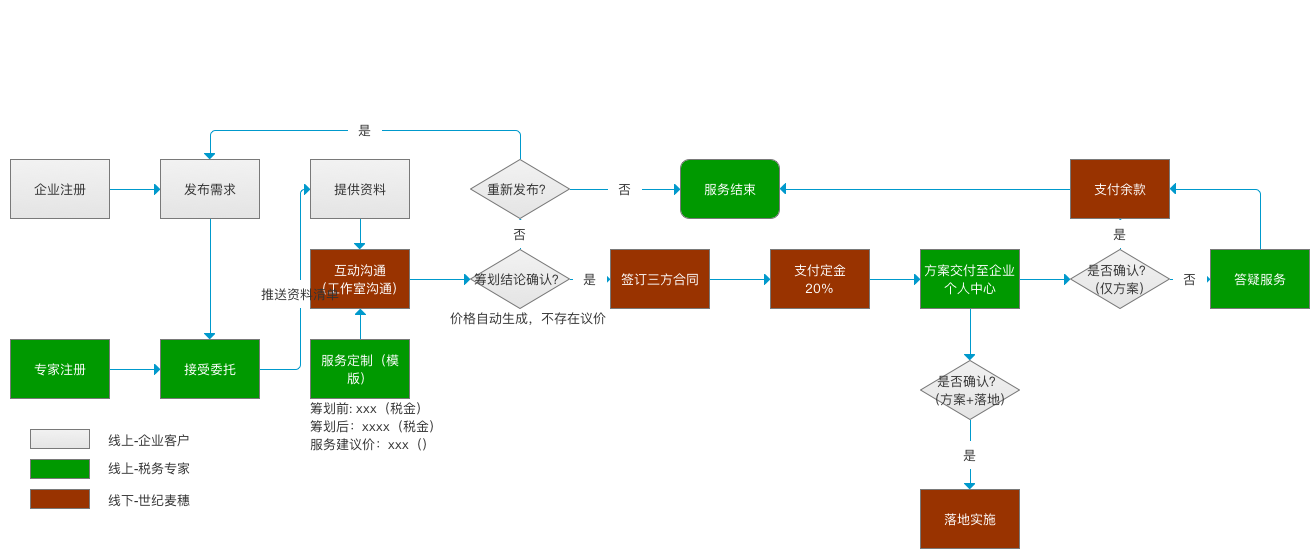 是
企业注册
发布需求
提供资料
重新发布?
否
服务结束
支付余款
否
是
互动沟通
(工作室沟通)
筹划结论确认?
是
签订三方合同
支付定金
20%
方案交付至企业
个人中心
是否确认?
(仅方案)
否
答疑服务
推送资料清单
价格自动生成，不存在议价
专家注册
接受委托
服务定制（模
版）
是否确认?
(方案+落地)
筹划前: xxx（税金）
筹划后：xxxx（税金）
服务建议价：xxx（）
线上-企业客户
是
线上-税务专家
线下-世纪麦穗
落地实施